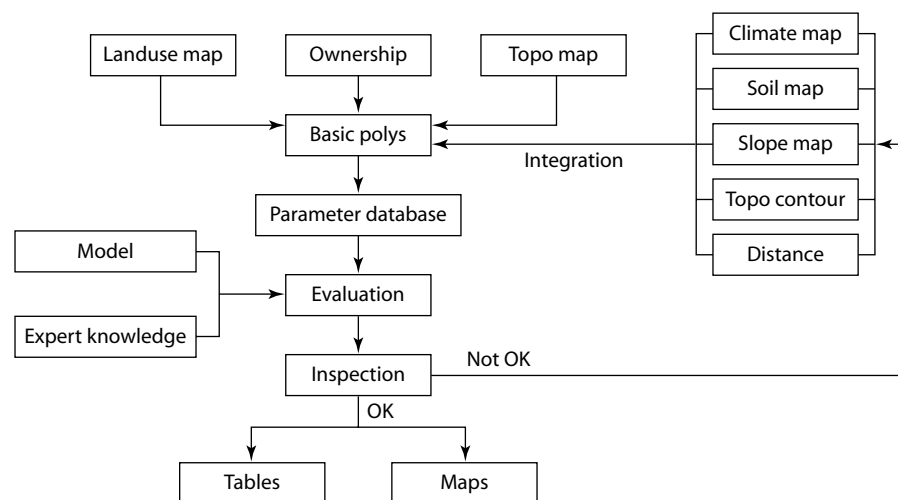 Landuse map
Ownership
Topo map
Climate map
Soil map
Slope map
Topo contour
Distance
Basic polys
Integration
Parameter database
Model
Expert knowledge
Evaluation
Inspection
Not OK
OK
Tables
Maps